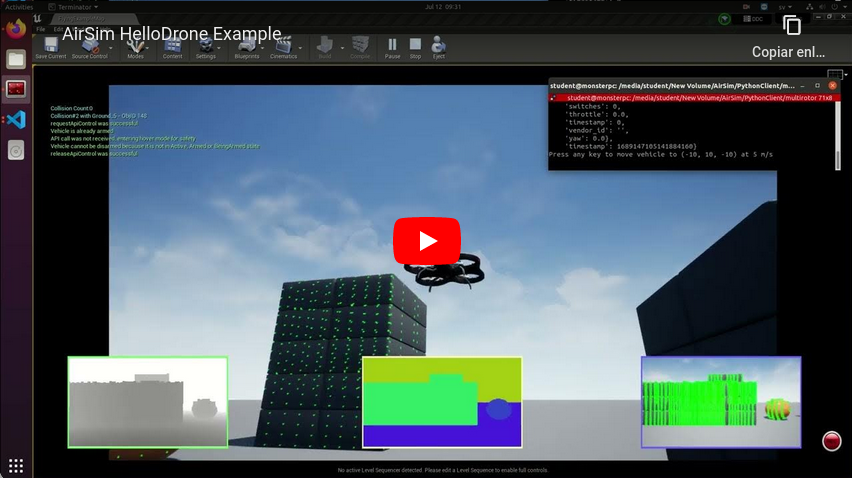 Activities
Terminator
Jul 12 09:31
sv
AirSim HelloDrone Example
DDC
Copiar enl...
Save Current
Source Control
Modes
Content
Settings
Blueprints
Cinematics
Build
Compile
Pause
Stop
Eject
student@monsterpc: /media/student/New Volume/AirSim/PythonClient/m...
student@monsterpc: /media/student/New Volume/AirSim/PythonClient/multirotor 71x8
'switches': 0,
'throttle': 0.0,
'timestamp': 0,
'vendor_id': '',
'yaw': 0.0},
'timestamp': 1689147105141884160}
Press any key to move vehicle to (-10, 10, -10) at 5 m/s
Collision Count:0
Collision#2 with Ground_5 - ObjID 148
requestApiControl was successful
Vehicle is already armed
API call was not received, entering hover mode for safety
Vehicle cannot be disarmed because it is not in Active, Armed or BeingArmed state
releaseApiControl was successful
No active Level Sequencer detected. Please edit a Level Sequence to enable full controls.